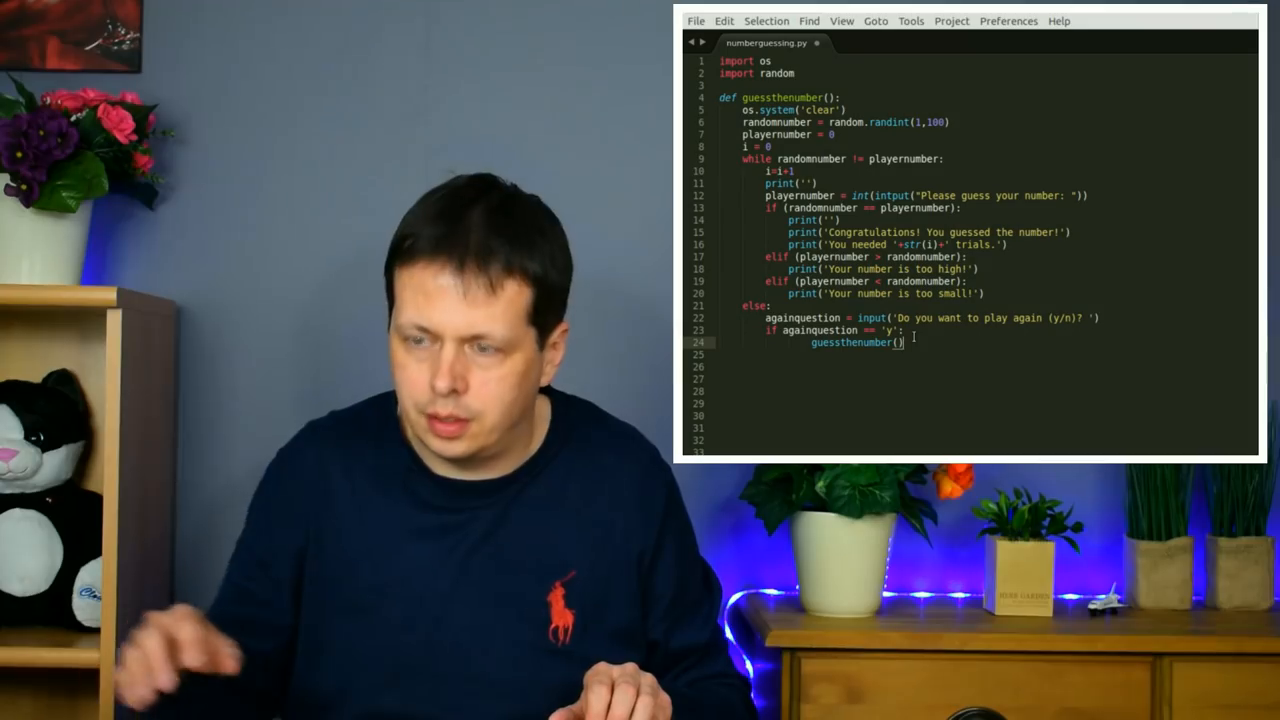 File Edit Selection Find View Goto Tools Project Preferences Help
numberguessing.py
1 import os
2 import random
3
4 def guessthenumber():
5 os.system('clear')
6 randomnumber = random.randint(1,100)
7 playernumber = 0
8 i = 0
9 while randomnumber != playernumber:
10 i=i+1
11 print('')
12 playernumber = int(intput("Please guess your number: "))
13 if (randomnumber == playernumber):
14 print('')
15 print('Congratulations! You guessed the number!')
16 print('You needed '+str(i)+' trials.')
17 elif (playernumber > randomnumber):
18 print('Your number is too high!')
19 elif (playernumber < randomnumber):
20 print('Your number is too small!')
21 else:
22 againquestion = input('Do you want to play again (y/n)? ')
23 if againquestion == 'y':
24 guessthenumber()
25
26
27
28
29
30
31
32
33
HERB GARDEN